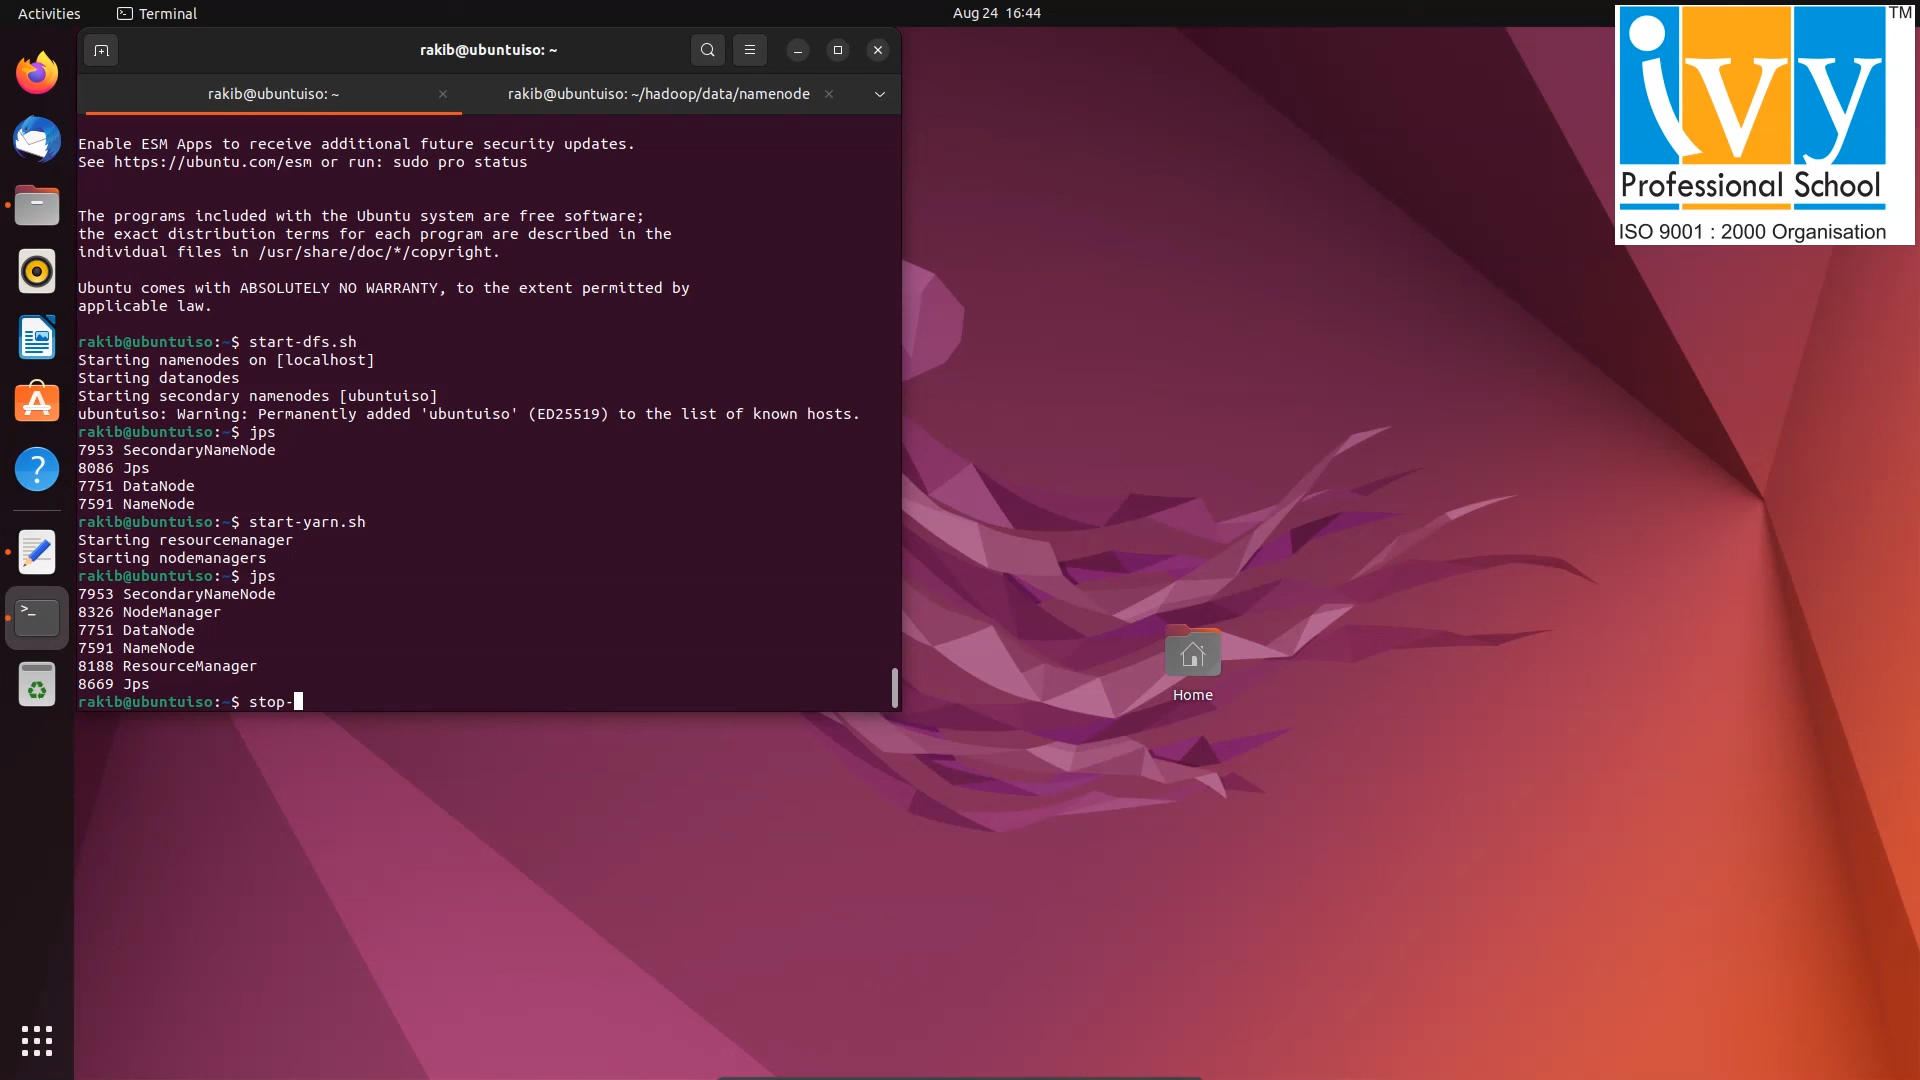 Activities
Terminal
Aug 24 16:44
rakib@ubuntuiso: ~
rakib@ubuntuiso: ~
rakib@ubuntuiso: ~/hadoop/data/namenode
Enable ESM Apps to receive additional future security updates.
See https://ubuntu.com/esm or run: sudo pro status
The programs included with the Ubuntu system are free software;
the exact distribution terms for each program are described in the
individual files in /usr/share/doc/*/copyright.
Ubuntu comes with ABSOLUTELY NO WARRANTY, to the extent permitted by
applicable law.
rakib@ubuntuiso:~$ start-dfs.sh
Starting namenodes on [localhost]
Starting datanodes
Starting secondary namenodes [ubuntuiso]
ubuntuiso: Warning: Permanently added 'ubuntuiso' (ED25519) to the list of known hosts.
rakib@ubuntuiso:~$ jps
7953 SecondaryNameNode
8086 Jps
7751 DataNode
7591 NameNode
rakib@ubuntuiso:~$ start-yarn.sh
Starting resourcemanager
Starting nodemanagers
rakib@ubuntuiso:~$ jps
7953 SecondaryNameNode
8326 NodeManager
7751 DataNode
7591 NameNode
8188 ResourceManager
8669 Jps
rakib@ubuntuiso:~$ stop-
Home
TM
ivy
Professional School
ISO 9001 : 2000 Organisation